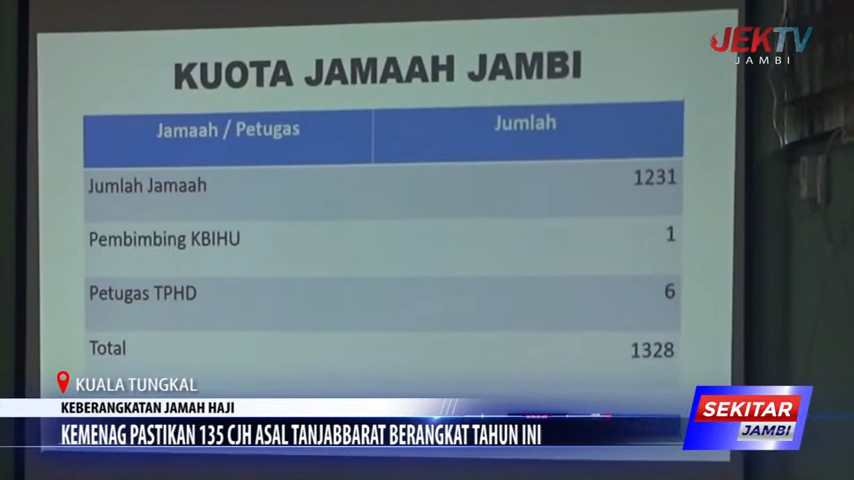 JEKTV
JAMBI
KUOTA JAMAAH JAMBI
Jamaah / Petugas Jumlah
Jumlah Jamaah 1231
Pembimbing KBIHU 1
Petugas TPHD 6
Total 1328
KUALA TUNGKAL
KEBERANGKATAN JAMAH HAJI
KEMENAG PASTIKAN 135 CJH ASAL TANJABBARAT BERANGKAT TAHUN INI
SEKITAR
JAMBI